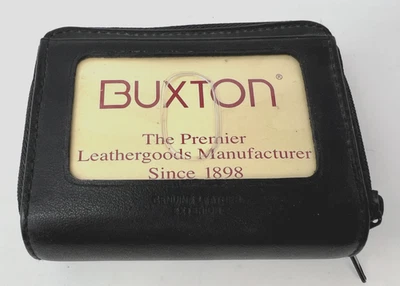 BUXTON®
The Premier
Leathergoods Manufacturer
Since 1898